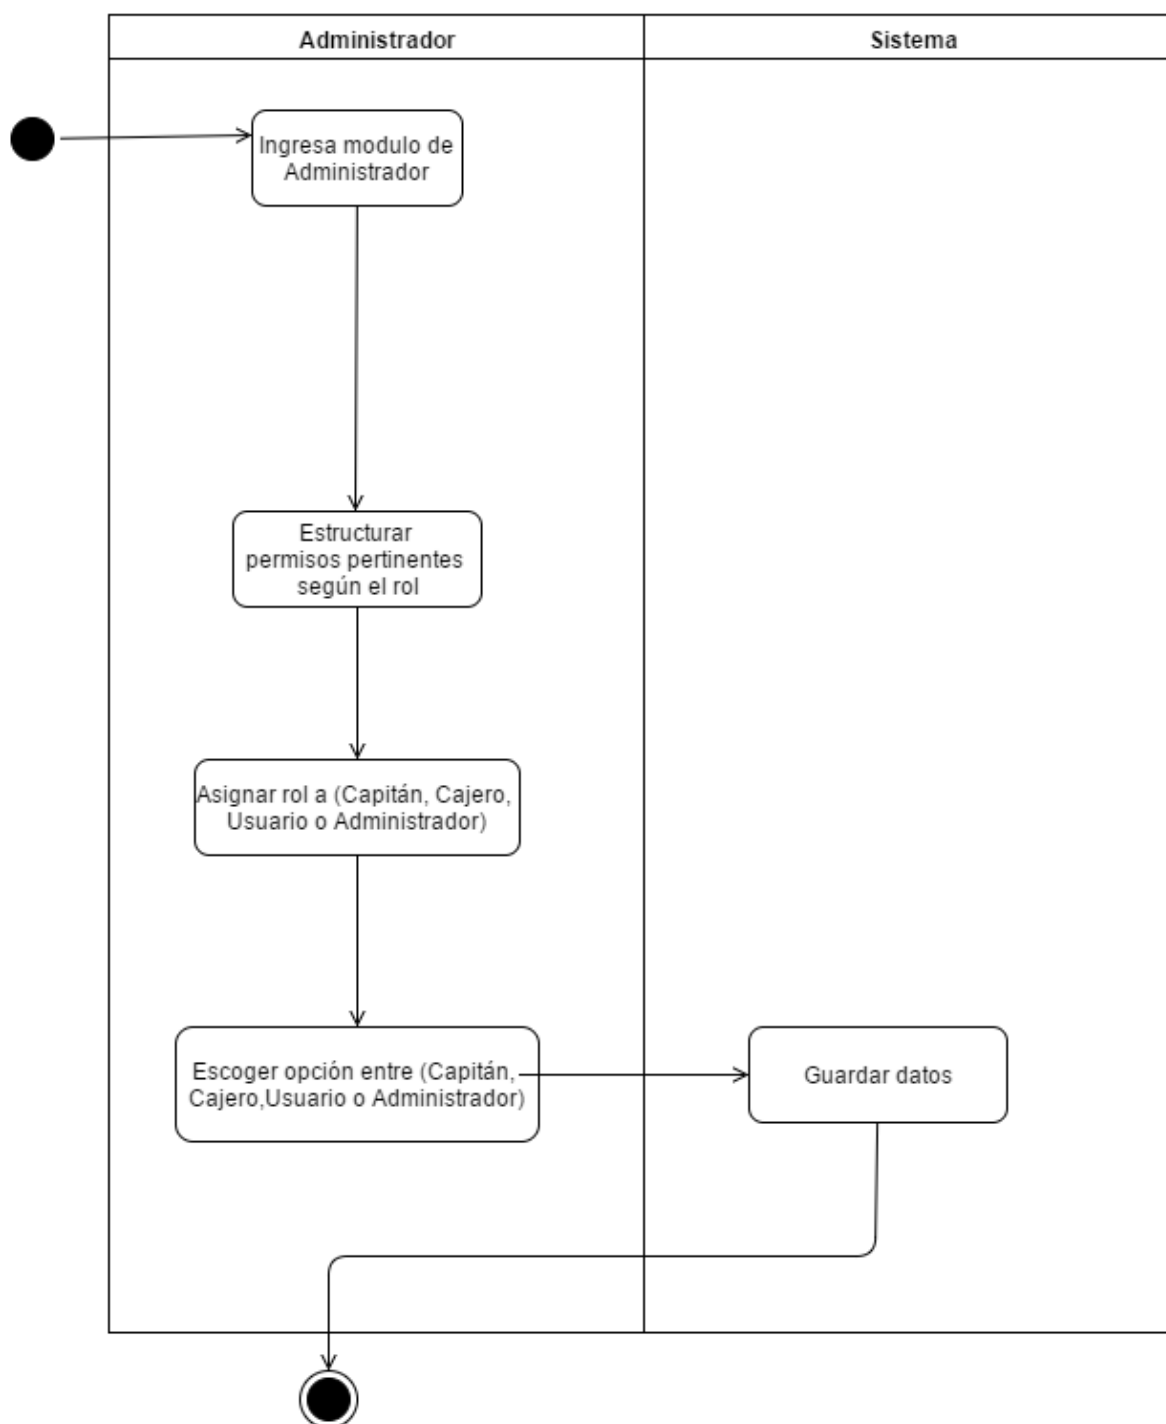 Administrador
Sistema
Ingresa modulo de
Administrador
Estructurar
permisos pertinentes
según el rol
Asignar rol a (Capitán, Cajero,
Usuario o Administrador)
Escoger opción entre (Capitán,
Cajero,Usuario o Administrador)
Guardar datos